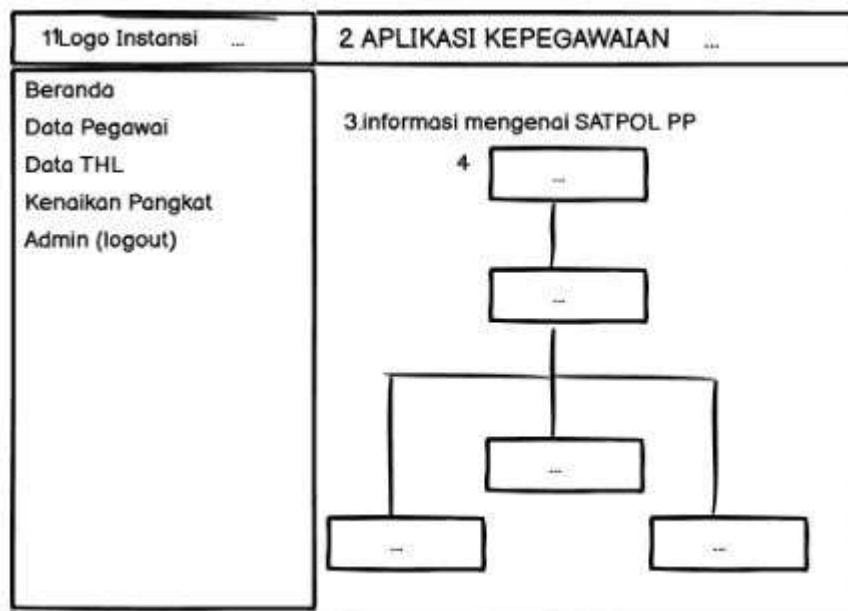 11Logo Instansi ...
2 APLIKASI KEPEGAWAIAN ...
Beranda
Data Pegawai
Data THL
Kenaikan Pangkat
Admin (logout)
3.informasi mengenai SATPOL PP
4
...
...
...
...
...